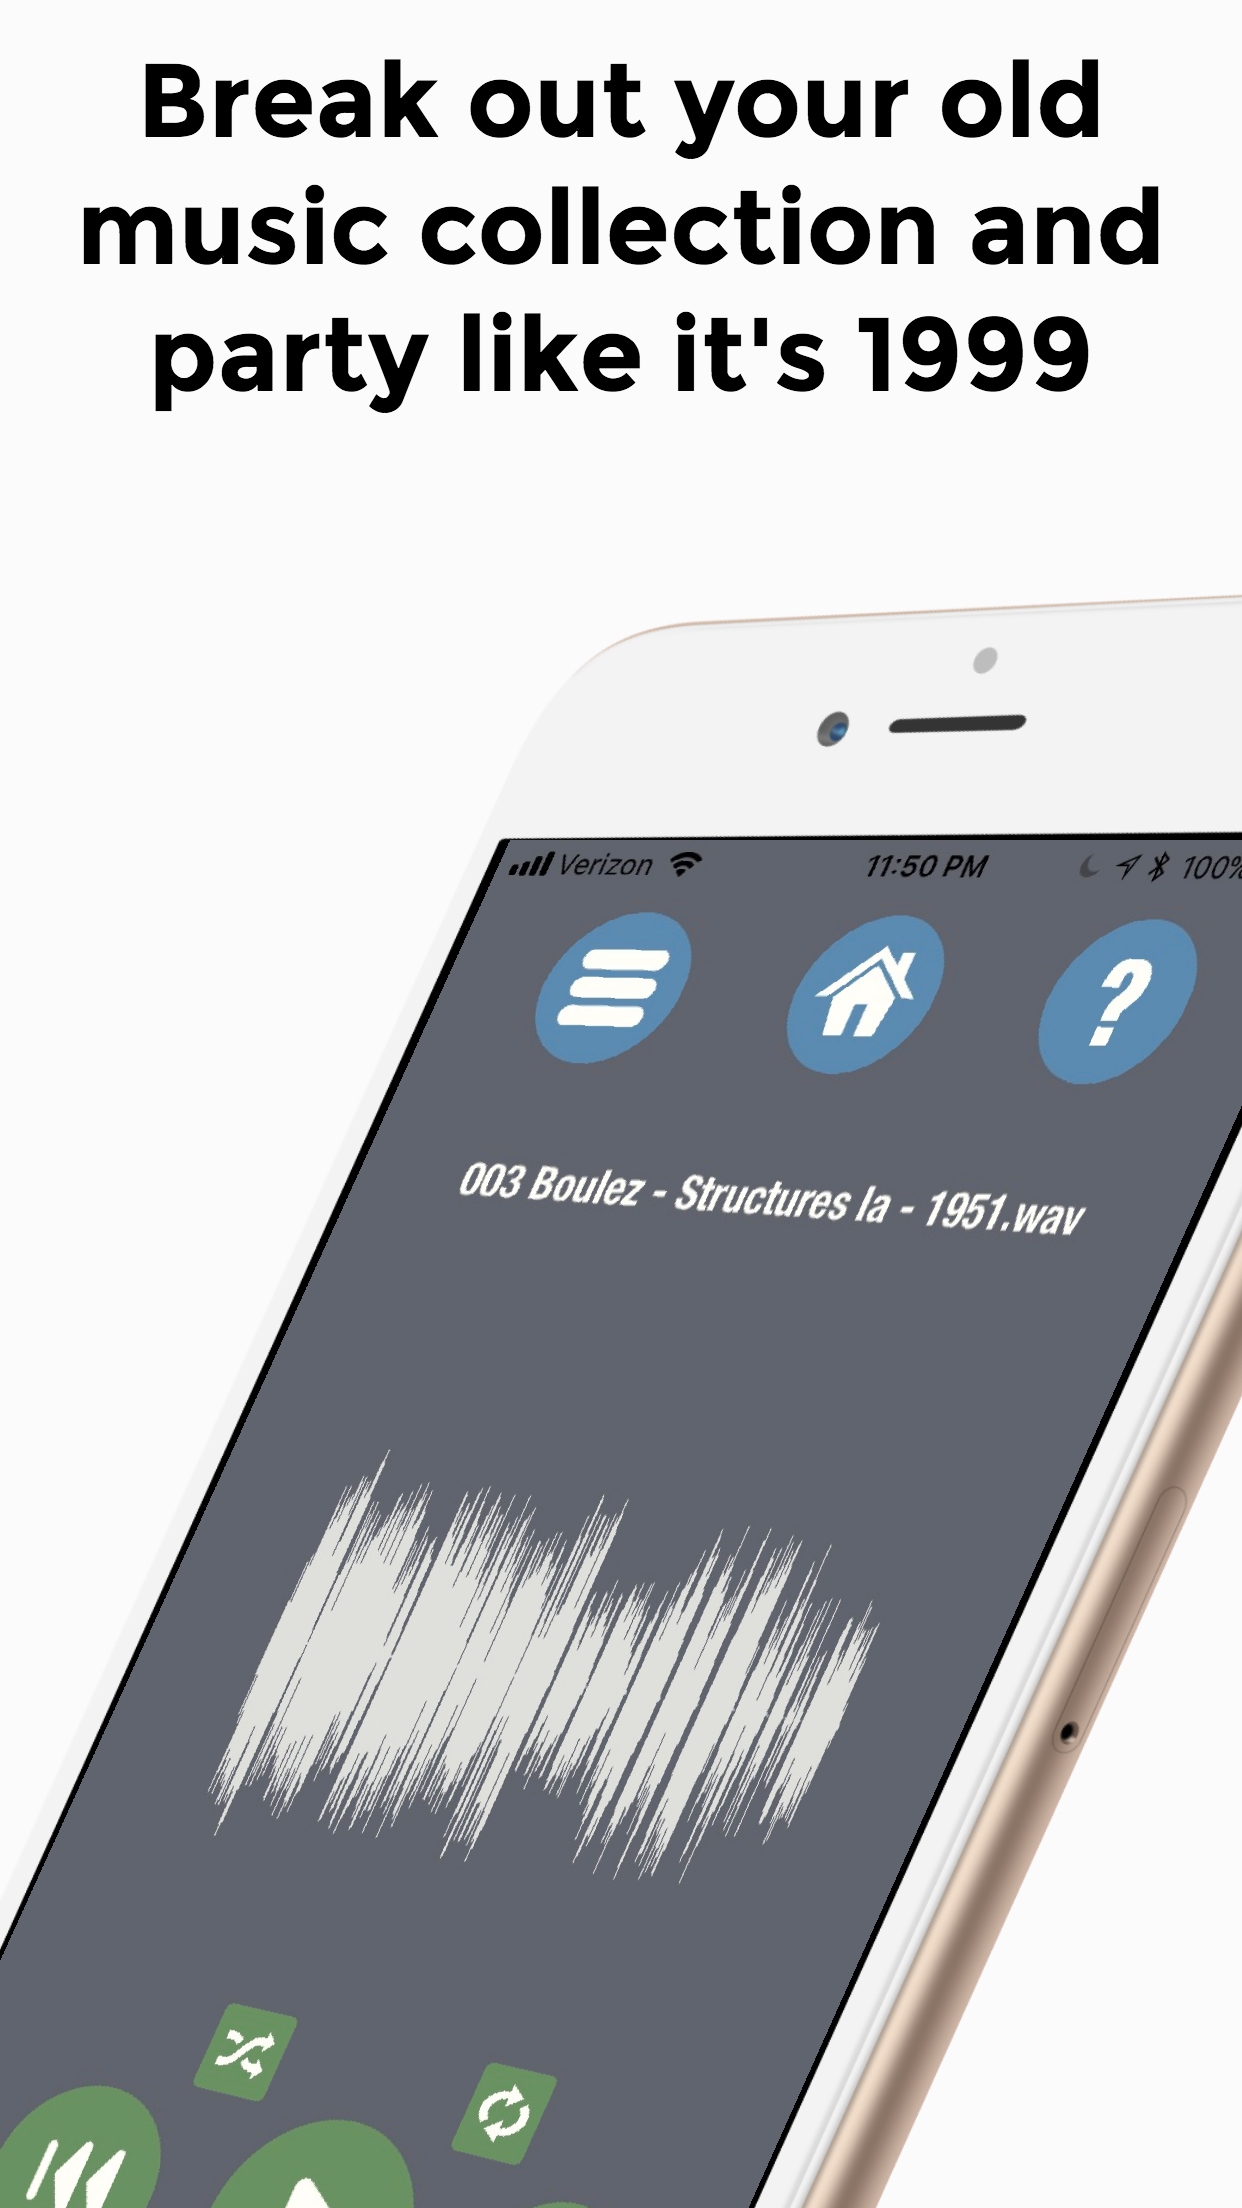 Break out your old
music collection and
party like it's 1999
Verizon 11:50 PM 100%
?
003 Boulez - Structures Ia - 1951.wav